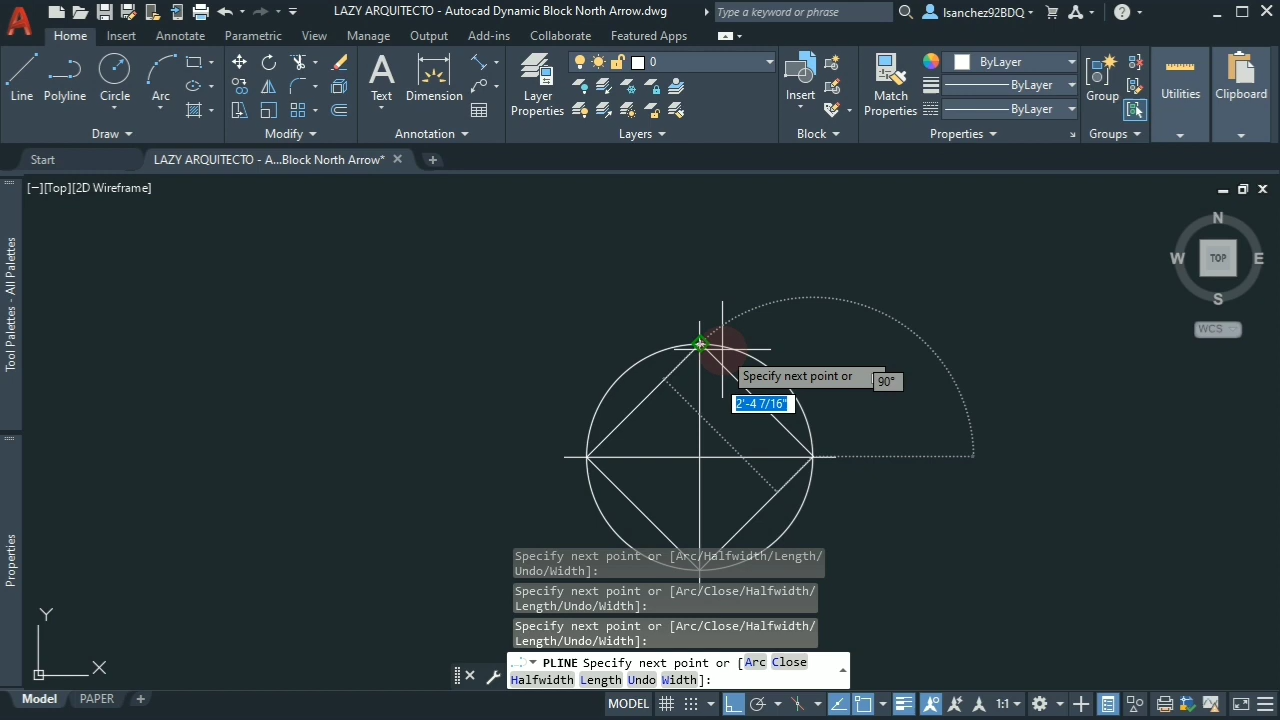 LAZY ARQUITECTO - Autocad Dynamic Block North Arrow.dwg
Type a keyword or phrase
lsanchez92BDQ
Home Insert Annotate Parametric View Manage Output Add-ins Collaborate Featured Apps
0
ByLayer
Line Polyline Circle Arc
Text Dimension
Layer Properties
Insert
Match Properties
ByLayer
ByLayer
Group
Utilities
Clipboard
Draw Modify Annotation Layers Block Properties Groups
Start
LAZY ARQUITECTO - A...Block North Arrow*
[−][Top][2D Wireframe]
N
W TOP E
S
WCS
Tool Palettes - All Palettes
Properties
Specify next point or
90°
2'-4 7/16"
Specify next point or [Arc/Halfwidth/Length/
Undo/Width]:
Specify next point or [Arc/Close/Halfwidth/
Length/Undo/Width]:
Specify next point or [Arc/Close/Halfwidth/
Length/Undo/Width]:
PLINE Specify next point or [Arc Close
Halfwidth Length Undo Width]:
Y
X
Model PAPER
MODEL 1:1